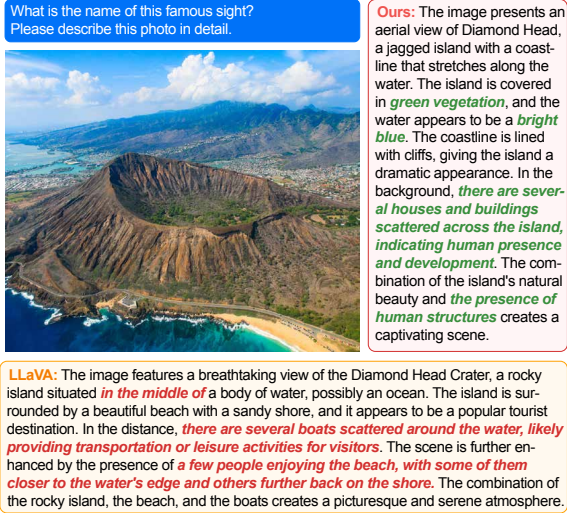 What is the name of this famous sight?
Please describe this photo in detail.
Ours: The image presents an
aerial view of Diamond Head,
a jagged island with a coast-
line that stretches along the
water. The island is covered
in green vegetation, and the
water appears to be a bright
blue. The coastline is lined
with cliffs, giving the island a
dramatic appearance. In the
background, there are sever-
al houses and buildings
scattered across the island,
indicating human presence
and development. The com-
bination of the island's natural
beauty and the presence of
human structures creates a
captivating scene.
LLaVA: The image features a breathtaking view of the Diamond Head Crater, a rocky
island situated in the middle of a body of water, possibly an ocean. The island is sur-
rounded by a beautiful beach with a sandy shore, and it appears to be a popular tourist
destination. In the distance, there are several boats scattered around the water, likely
providing transportation or leisure activities for visitors. The scene is further en-
hanced by the presence of a few people enjoying the beach, with some of them
closer to the water's edge and others further back on the shore. The combination of
the rocky island, the beach, and the boats creates a picturesque and serene atmosphere.